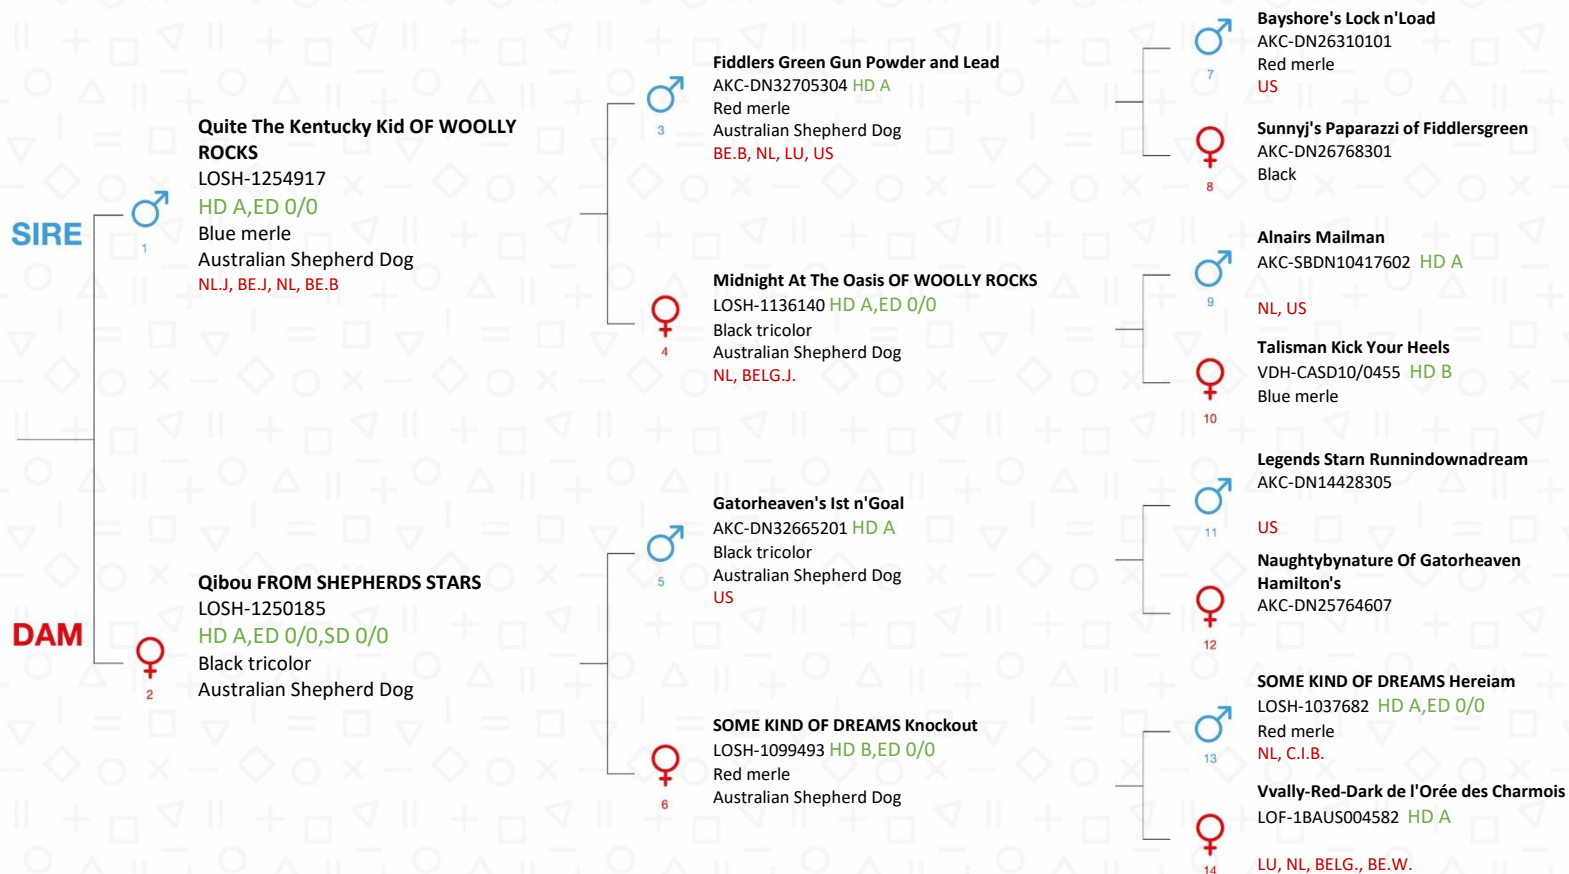 SIRE
1
Quite The Kentucky Kid OF WOOLLY
ROCKS
LOSH-1254917
HD A,ED 0/0
Blue merle
Australian Shepherd Dog
NL.J, BE.J, NL, BE.B
DAM
2
Qibou FROM SHEPHERDS STARS
LOSH-1250185
HD A,ED 0/0,SD 0/0
Black tricolor
Australian Shepherd Dog
3
Fiddlers Green Gun Powder and Lead
AKC-DN32705304 HD A
Red merle
Australian Shepherd Dog
BE.B, NL, LU, US
4
Midnight At The Oasis OF WOOLLY ROCKS
LOSH-1136140 HD A,ED 0/0
Black tricolor
Australian Shepherd Dog
NL, BELG.J.
5
Gatorheaven's Ist n'Goal
AKC-DN32665201 HD A
Black tricolor
Australian Shepherd Dog
US
6
SOME KIND OF DREAMS Knockout
LOSH-1099493 HD B,ED 0/0
Red merle
Australian Shepherd Dog
7
Bayshore's Lock n'Load
AKC-DN26310101
Red merle
US
8
Sunnyj's Paparazzi of Fiddlersgreen
AKC-DN26768301
Black
9
Alnairs Mailman
AKC-SBDN10417602 HD A
NL, US
10
Talisman Kick Your Heels
VDH-CASD10/0455 HD B
Blue merle
11
Legends Starn Runnindownadream
AKC-DN14428305
US
12
Naughtybynature Of Gatorheaven
Hamilton's
AKC-DN25764607
13
SOME KIND OF DREAMS Hereiam
LOSH-1037682 HD A,ED 0/0
Red merle
NL, C.I.B.
14
Vvally-Red-Dark de l'Orée des Charmois
LOF-1BAUS004582 HD A
LU, NL, BELG., BE.W.